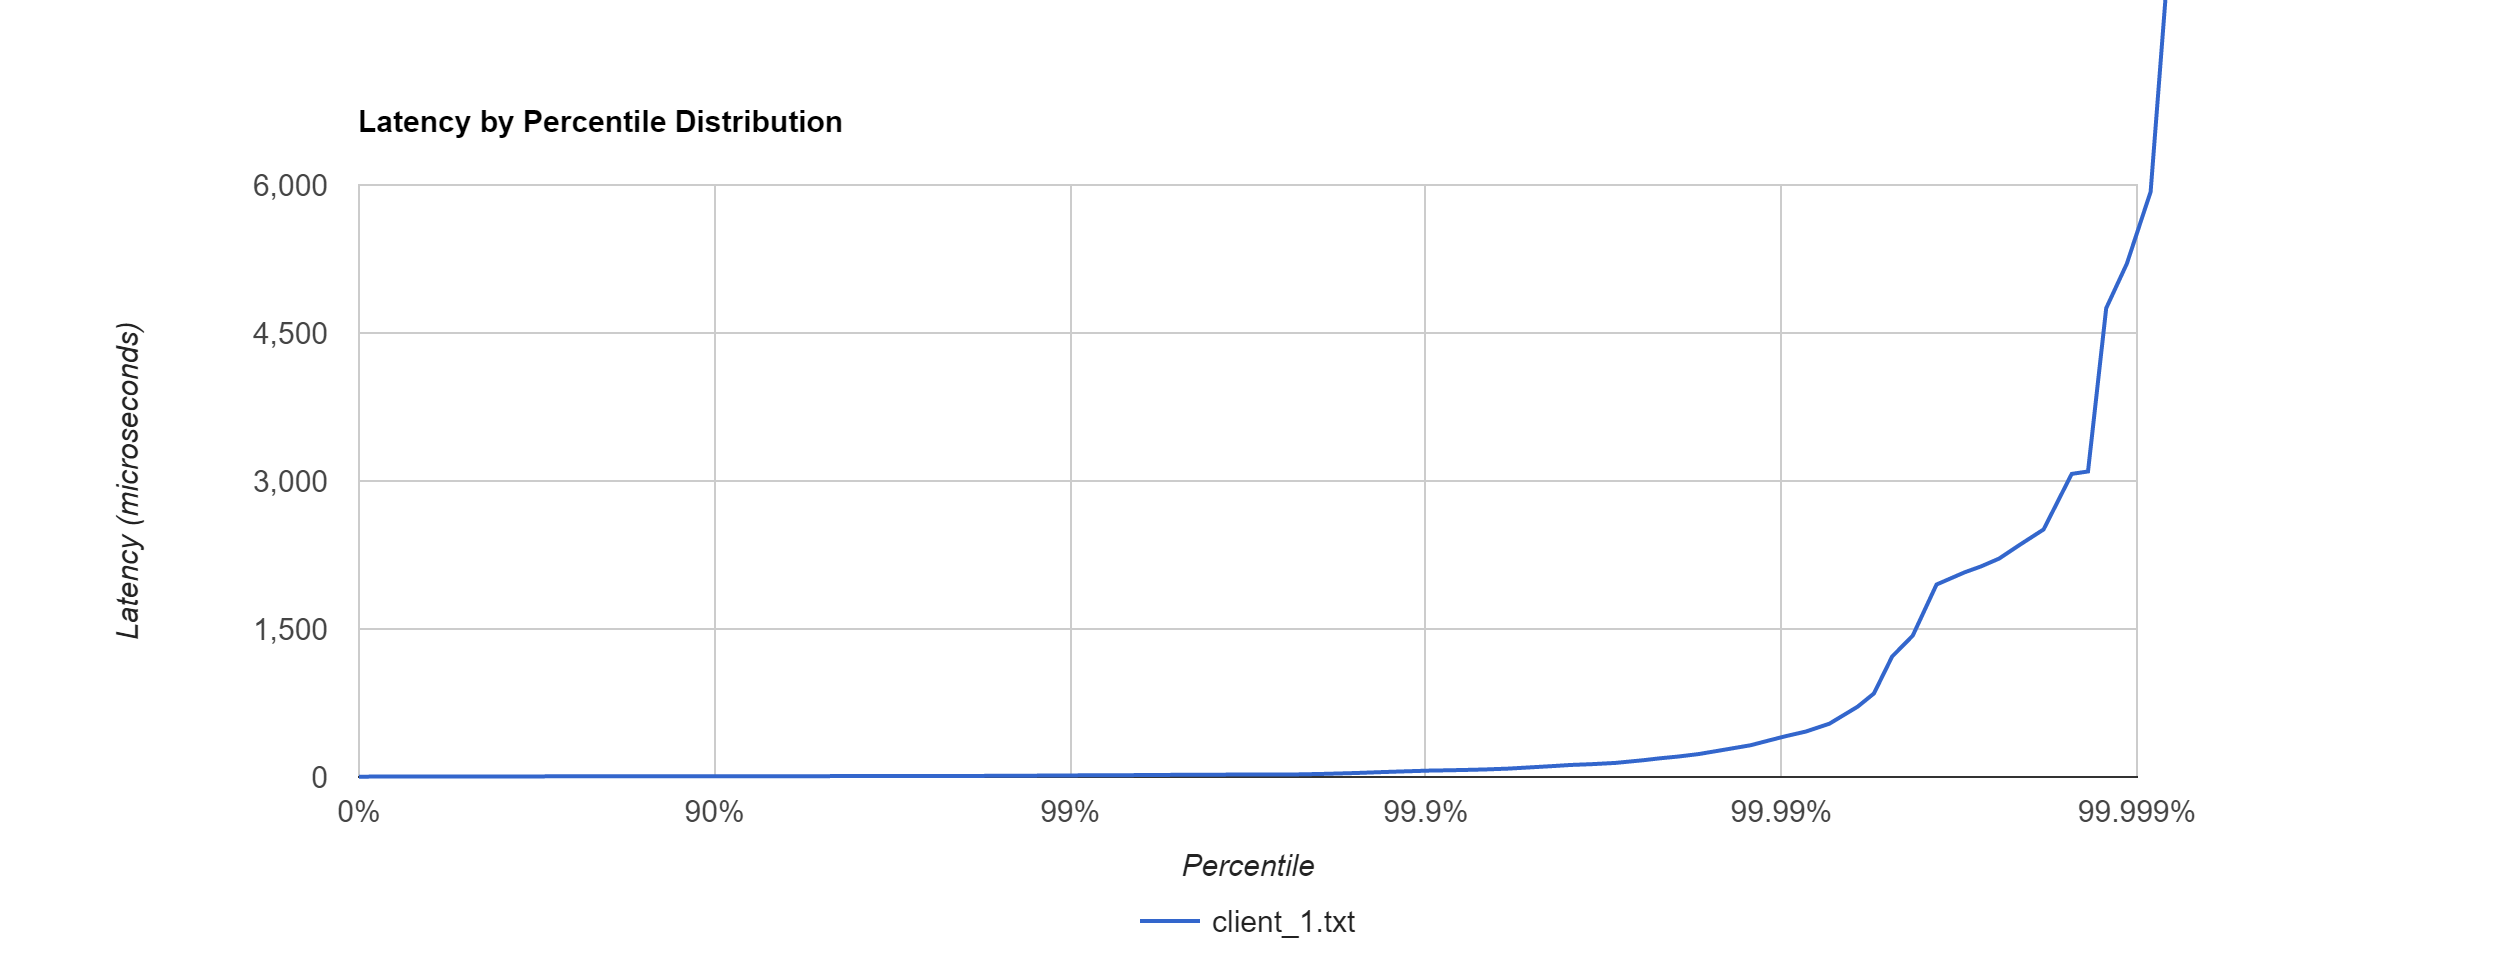 Latency by Percentile Distribution
6,000
4,500
3,000
1,500
0
Latency (microseconds)
0% 90% 99% 99.9% 99.99% 99.999%
Percentile
client_1.txt